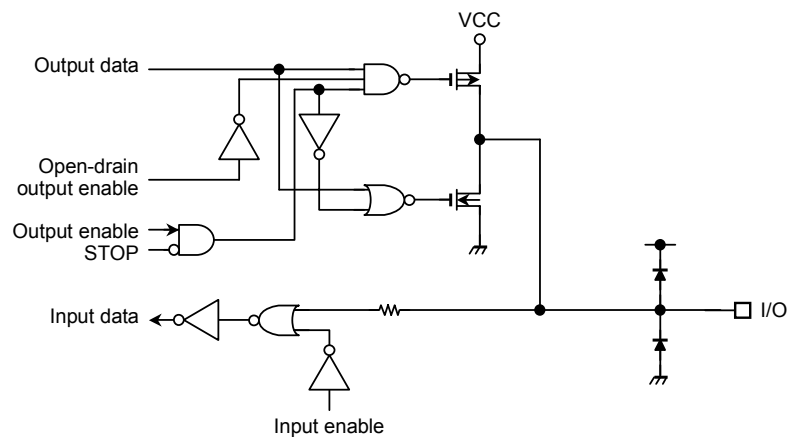 VCC
Output data
Open-drain
output enable
Output enable
STOP
Input data
I/O
Input enable